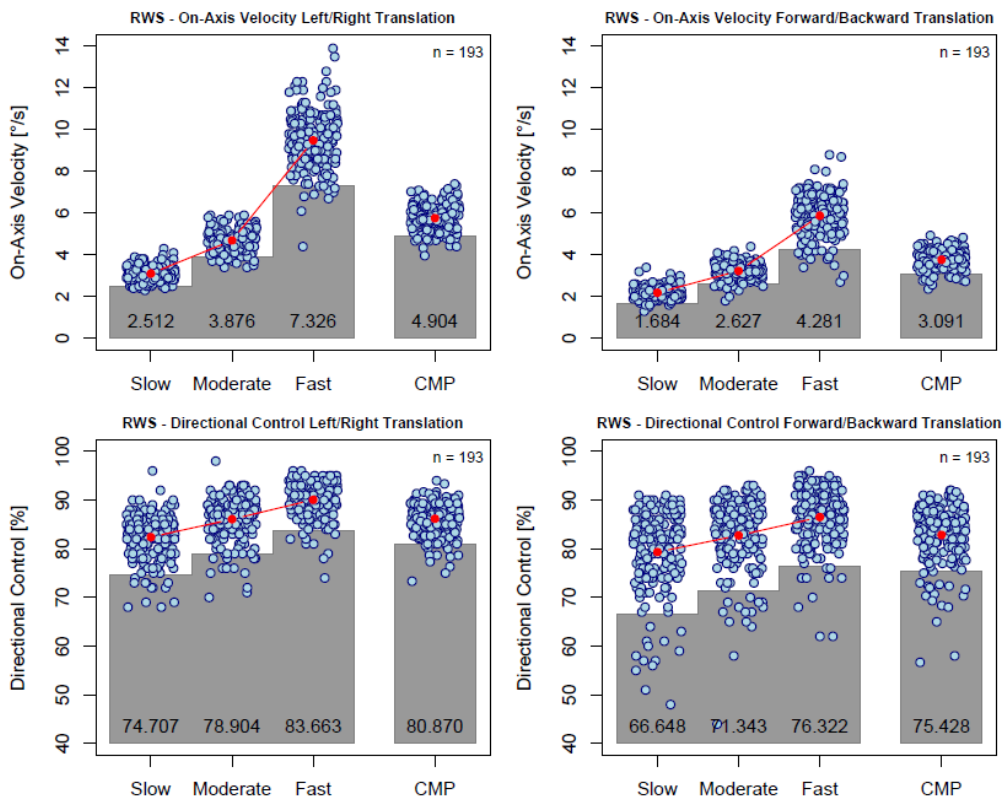 RWS - On-Axis Velocity Left/Right Translation
n = 193
On-Axis Velocity [°/s]
14
12
10
8
6
4
2
0
2.512 3.876 7.326 4.904
Slow Moderate Fast CMP
RWS - On-Axis Velocity Forward/Backward Translation
n = 193
On-Axis Velocity [°/s]
14
12
10
8
6
4
2
0
1.684 2.627 4.281 3.091
Slow Moderate Fast CMP
RWS - Directional Control Left/Right Translation
n = 193
Directional Control [%]
100
90
80
70
60
50
40
74.707 78.904 83.663 80.870
Slow Moderate Fast CMP
RWS - Directional Control Forward/Backward Translation
n = 193
Directional Control [%]
100
90
80
70
60
50
40
66.648 71.343 76.322 75.428
Slow Moderate Fast CMP